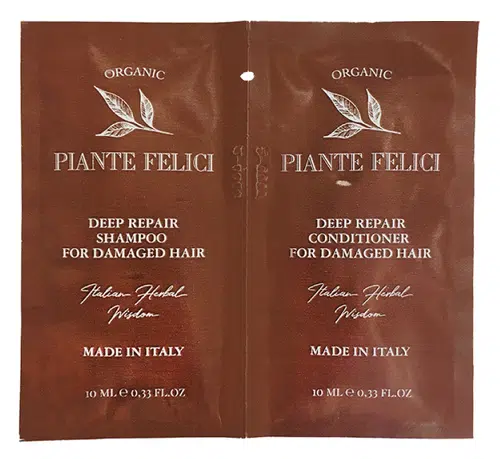 ORGANIC
PIANTE FELICI
DEEP REPAIR
SHAMPOO
FOR DAMAGED HAIR
Italian Herbal
Wisdom
MADE IN ITALY
10 ML ℮ 0,33 FL.OZ
ORGANIC
PIANTE FELICI
DEEP REPAIR
CONDITIONER
FOR DAMAGED HAIR
Italian Herbal
Wisdom
MADE IN ITALY
10 ML ℮ 0,33 FL.OZ